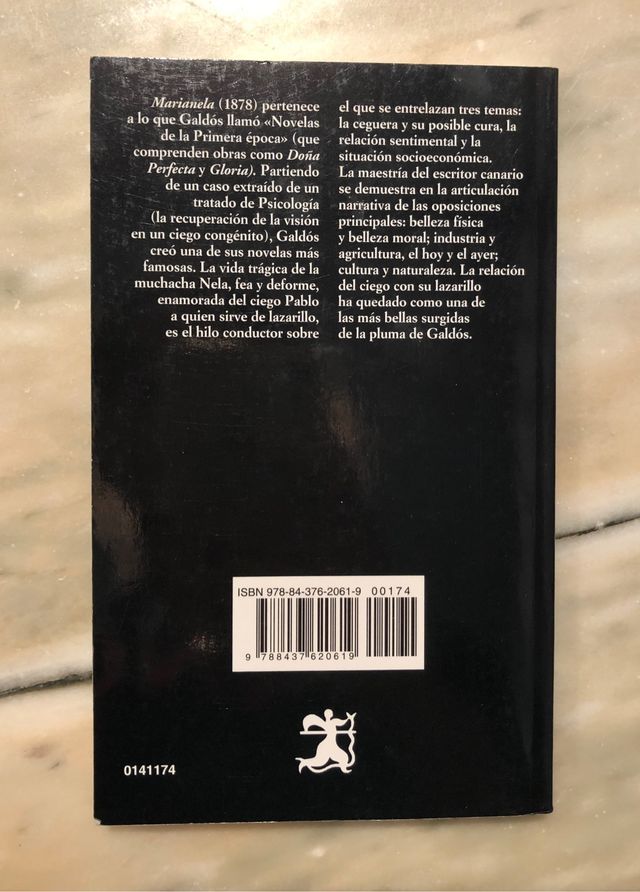 Marianela (1878) pertenece
a lo que Galdós llamó «Novelas
de la Primera época» (que
comprenden obras como Doña
Perfecta y Gloria). Partiendo
de un caso extraído de un
tratado de Psicología
(la recuperación de la visión
en un ciego congénito), Galdós
creó una de sus novelas más
famosas. La vida trágica de la
muchacha Nela, fea y deforme,
enamorada del ciego Pablo
a quien sirve de lazarillo,
es el hilo conductor sobre
el que se entrelazan tres temas:
la ceguera y su posible cura, la
relación sentimental y la
situación socioeconómica.
La maestría del escritor canario
se demuestra en la articulación
narrativa de las oposiciones
principales: belleza física
y belleza moral; industria y
agricultura, el hoy y el ayer;
cultura y naturaleza. La relación
del ciego con su lazarillo
ha quedado como una de
las más bellas surgidas
de la pluma de Galdós.
ISBN 978-84-376-2061-9 00174
9 788437 620619
0141174